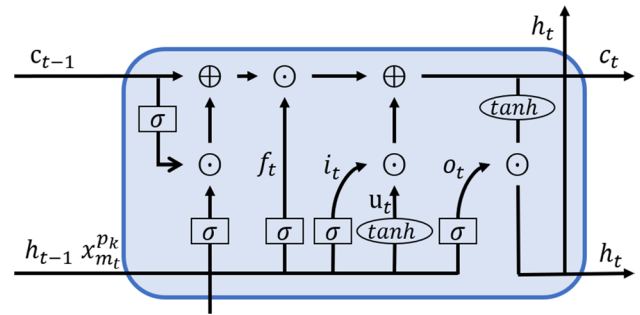 h_t
c_{t-1} c_t
σ tanh
f_t i_t o_t
u_t
σ σ σ tanh σ
h_{t-1} x_{m_t}^{p_k} h_t